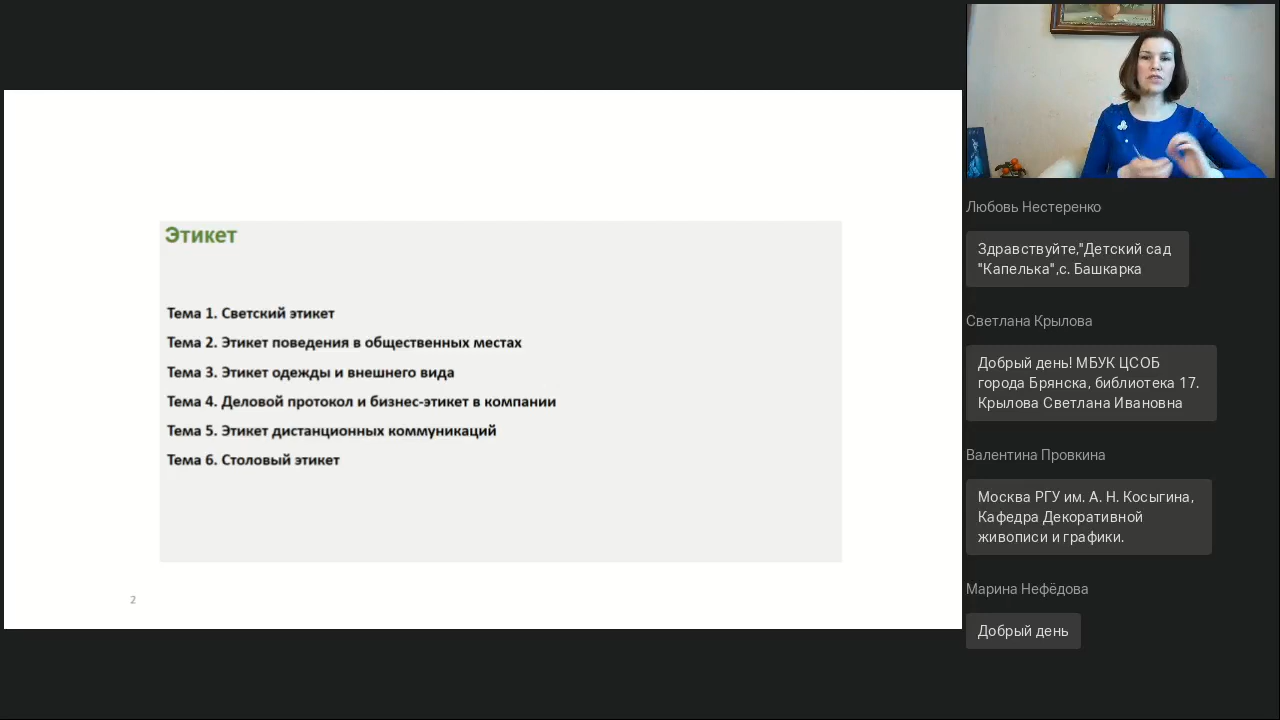 Этикет
Тема 1. Светский этикет
Тема 2. Этикет поведения в общественных местах
Тема 3. Этикет одежды и внешнего вида
Тема 4. Деловой протокол и бизнес-этикет в компании
Тема 5. Этикет дистанционных коммуникаций
Тема 6. Столовый этикет
2
Любовь Нестеренко
Здравствуйте,"Детский сад
"Капелька",с. Башкарка
Светлана Крылова
Добрый день! МБУК ЦСОБ
города Брянска, библиотека 17.
Крылова Светлана Ивановна
Валентина Провкина
Москва РГУ им. А. Н. Косыгина,
Кафедра Декоративной
живописи и графики.
Марина Нефёдова
Добрый день